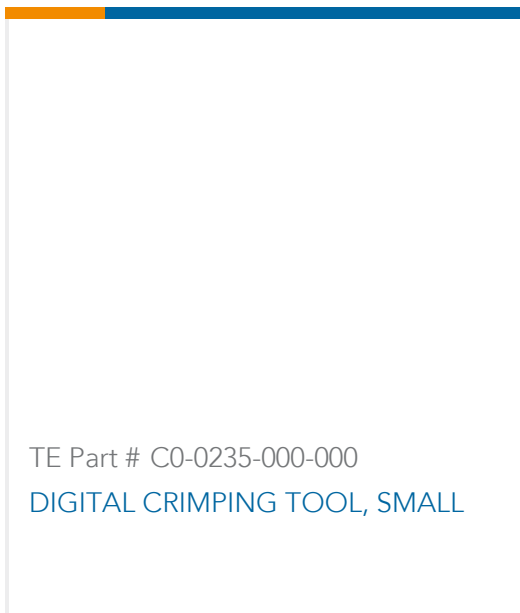 TE Part # C0-0235-000-000
DIGITAL CRIMPING TOOL, SMALL